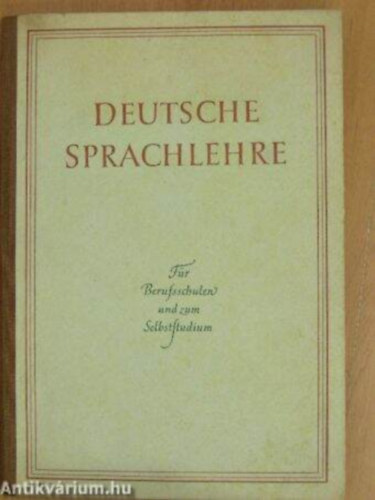 DEUTSCHE
SPRACHLEHRE
Für
Berufsschulen
und zum
Selbstſtudium
Antikvárium.hu